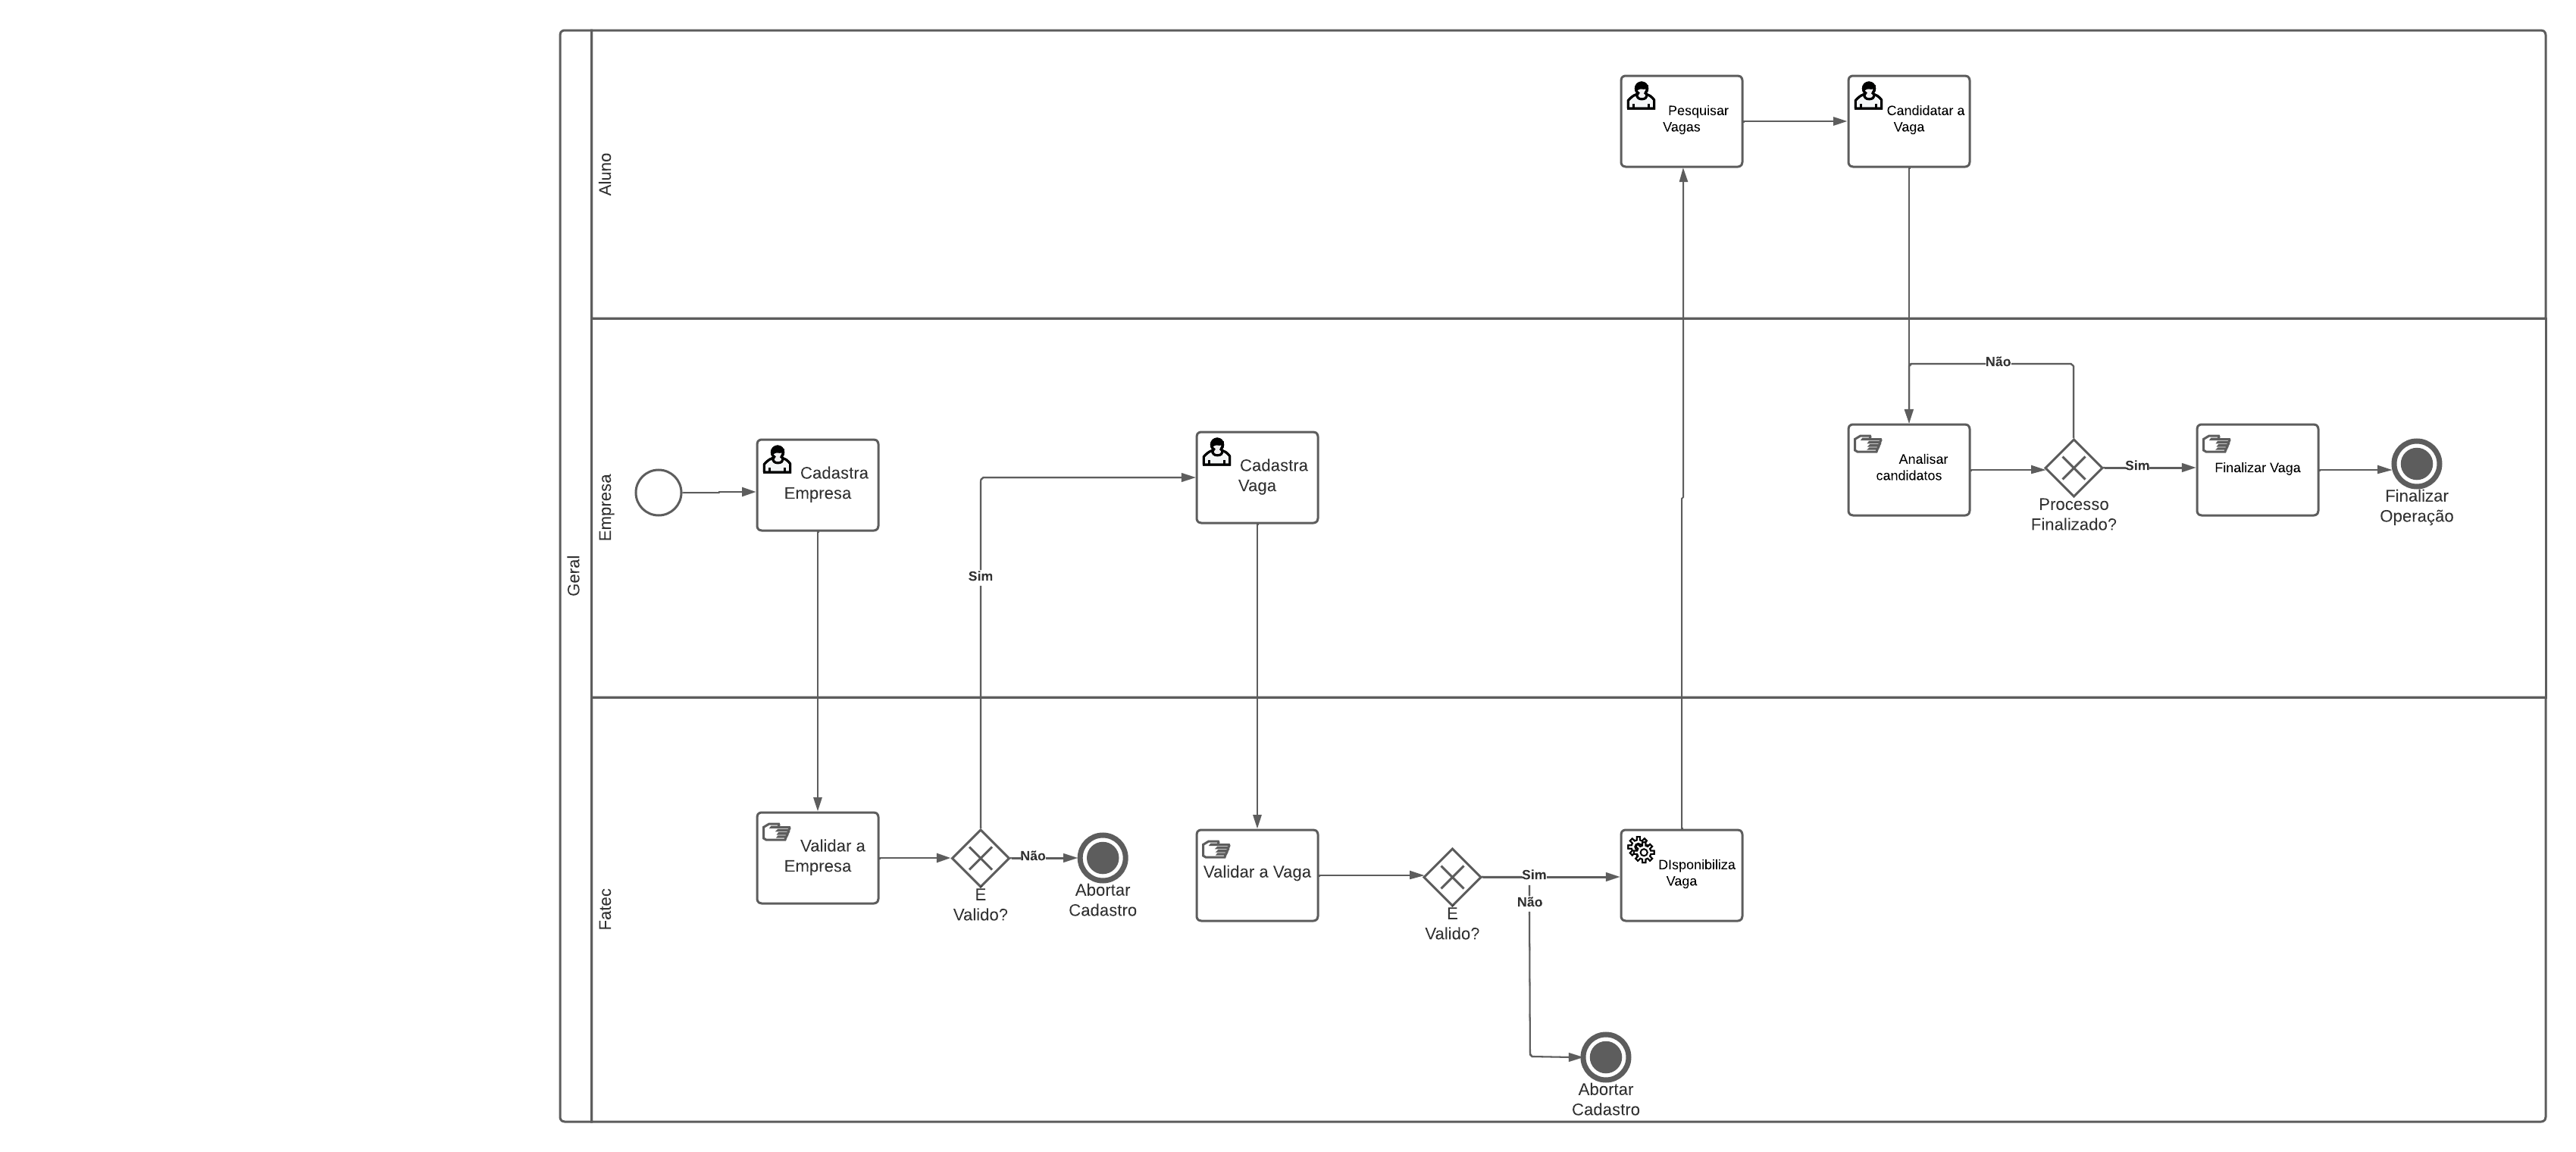 Geral
Aluno
Pesquisar
Vagas
Candidatar a
Vaga
Empresa
Cadastra
Empresa
Sim
Cadastra
Vaga
Não
Analisar
candidatos
Processo
Finalizado?
Sim
Finalizar Vaga
Finalizar
Operação
Fatec
Validar a
Empresa
E
Valido?
Não
Abortar
Cadastro
Validar a Vaga
E
Valido?
Sim
Não
DIsponibiliza
Vaga
Abortar
Cadastro